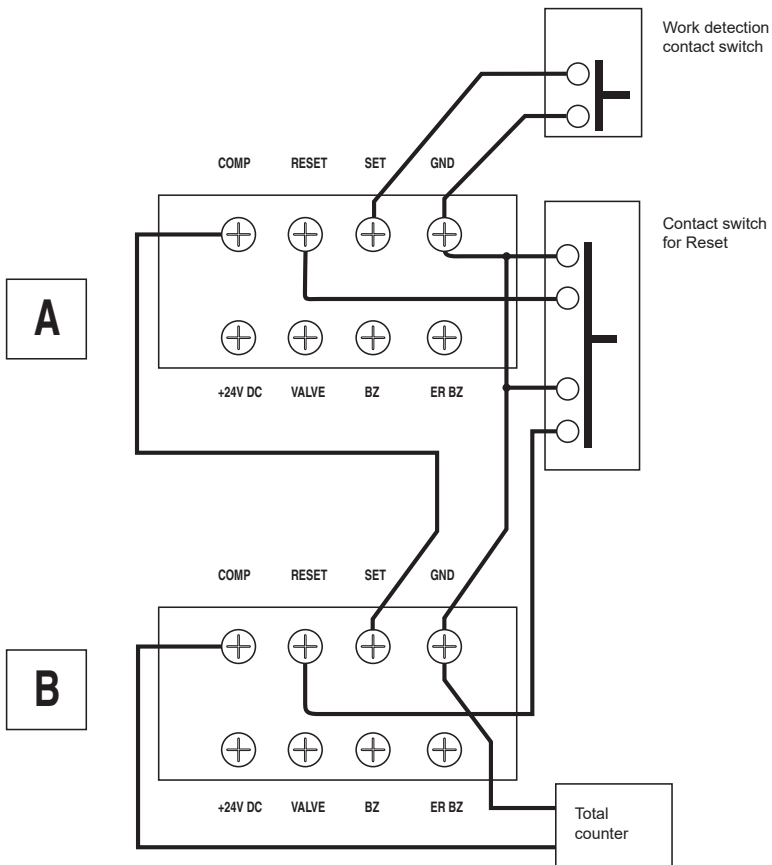 Work detection
contact switch
COMP RESET SET GND
Contact switch
for Reset
A
+24V DC VALVE BZ ER BZ
COMP RESET SET GND
B
+24V DC VALVE BZ ER BZ
Total
counter